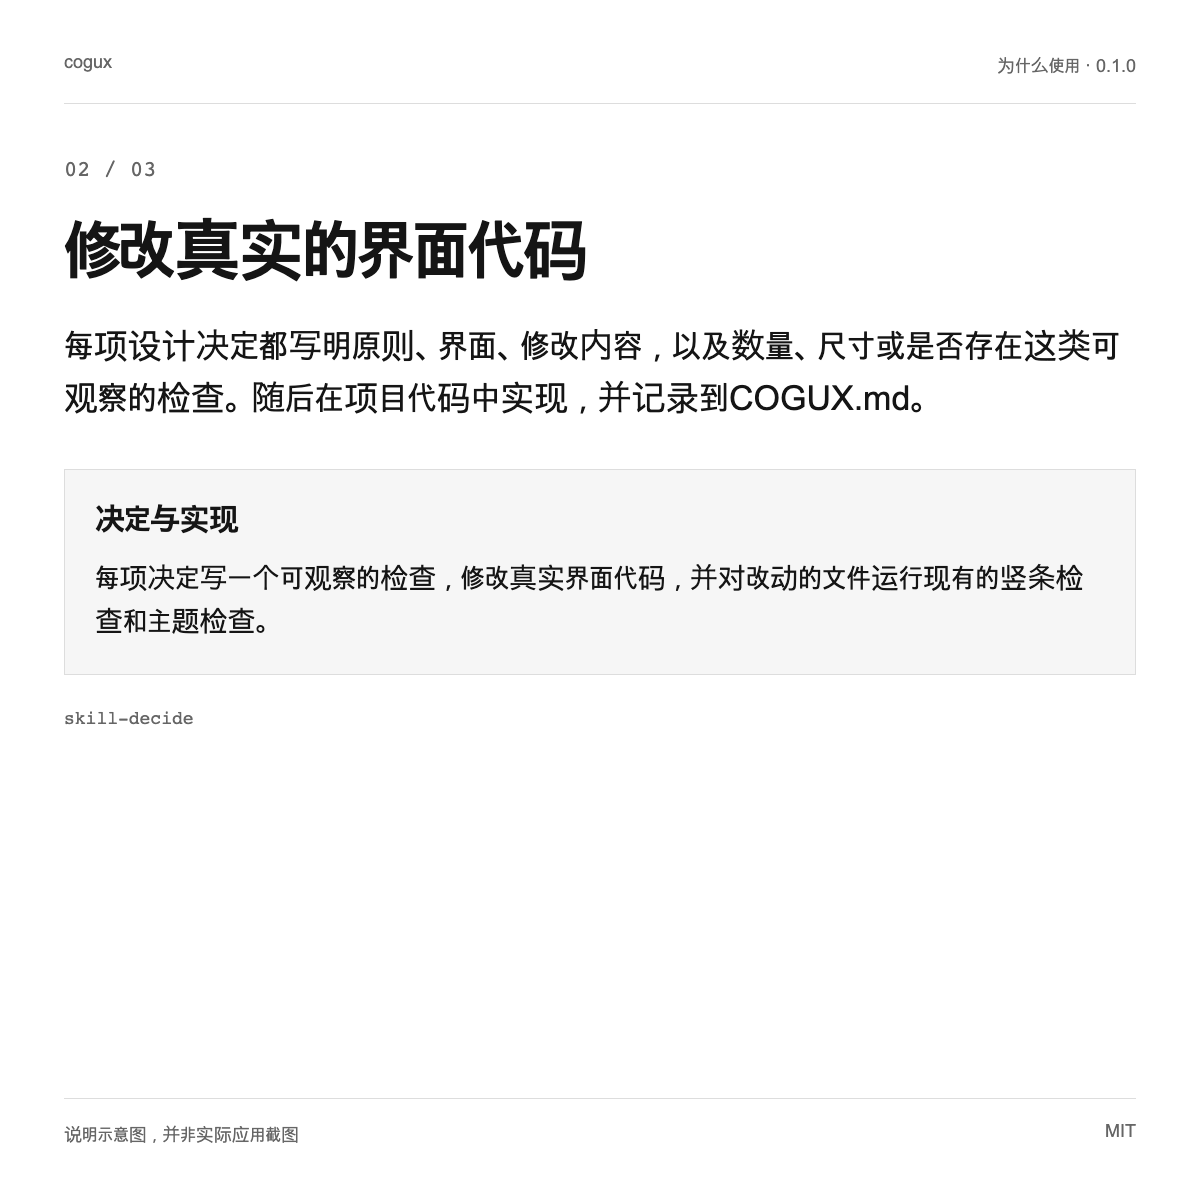 cogux
为什么使用 · 0.1.0
02 / 03
修改真实的界面代码
每项设计决定都写明原则、界面、修改内容，以及数量、尺寸或是否存在这类可
观察的检查。随后在项目代码中实现，并记录到COGUX.md。
决定与实现
每项决定写一个可观察的检查，修改真实界面代码，并对改动的文件运行现有的竖条检
查和主题检查。
skill-decide
说明示意图，并非实际应用截图
MIT